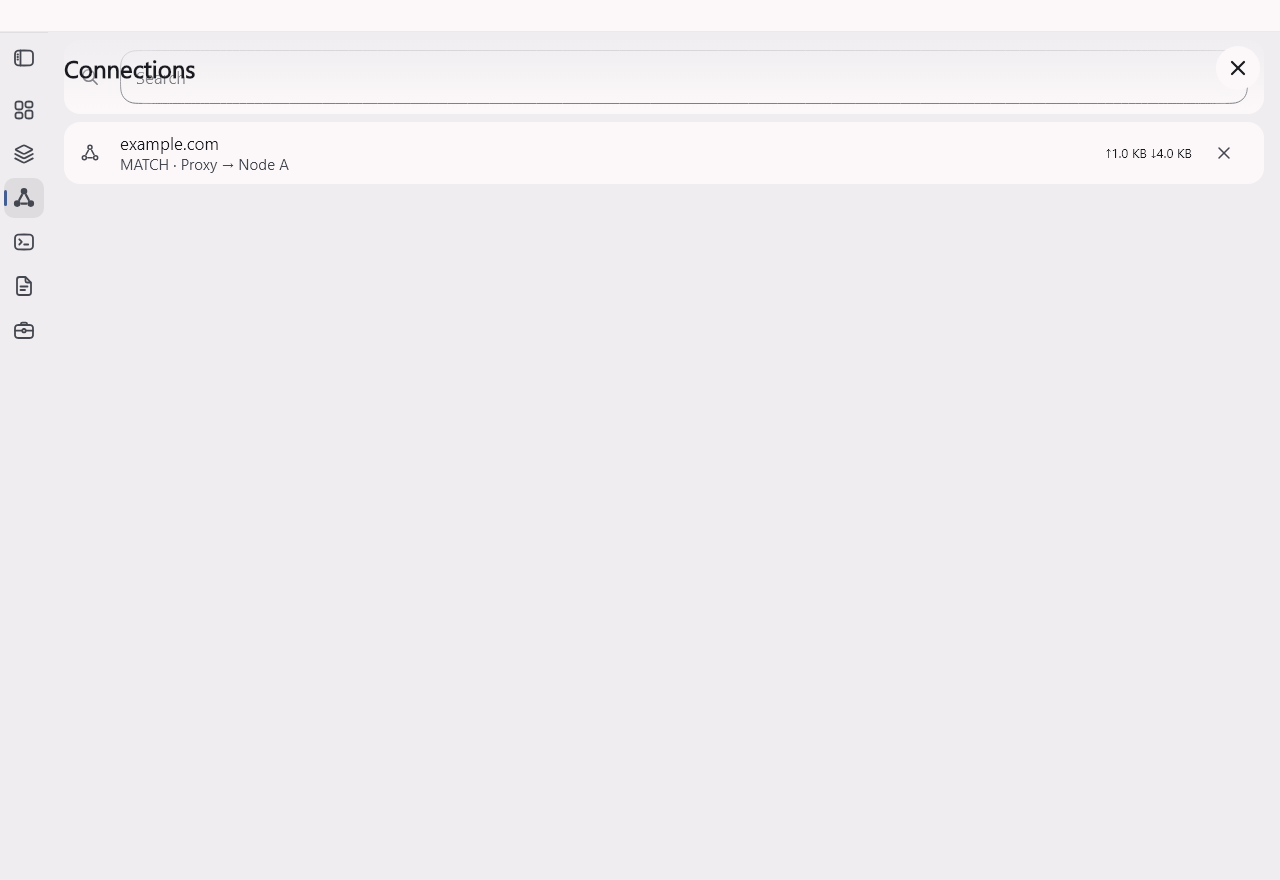 Connections
Search
example.com
MATCH · Proxy → Node A
↑1.0 KB ↓4.0 KB